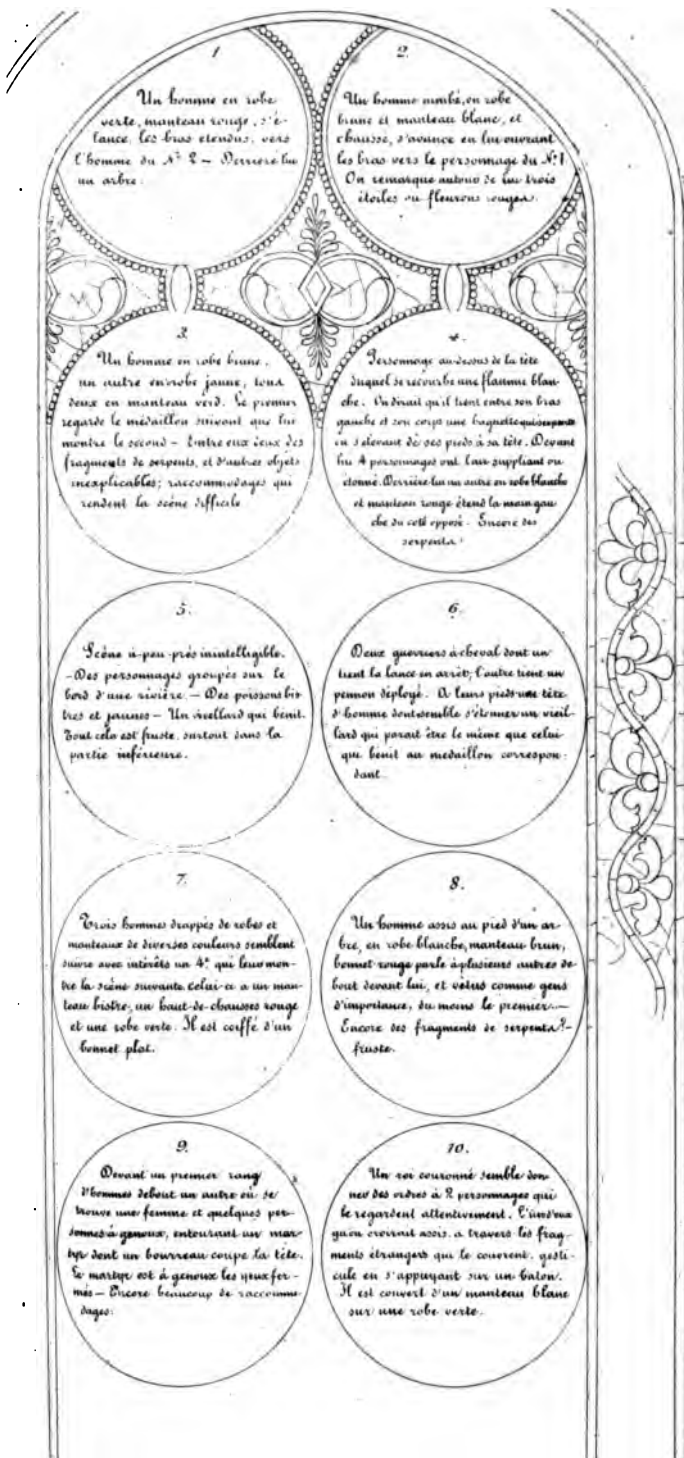 1
Un homme en robe
verte, manteau rouge, s'é-
lance, les bras etendus, vers
l'homme du N° 2 – Derrière lui
un arbre.
2.
Un homme nimbé, en robe
brune et manteau blanc, et
chaussé, s'avance en lui ouvrant
les bras vers le personnage du N° 1
On remarque autour de lui trois
étoiles ou fleurons rouges.
3.
Un homme en robe brune,
un autre en robe jaune, tous
deux en manteau verd. Le premier
regarde le médaillon suivant que lui
montre le second – Entre eux deux des
fragments de serpents, et d'autres objets
inexplicables; raccommodages qui
rendent la scène difficile
4.
Personnage au-dessus de la tête
duquel se recourbe une flamme blan-
che. On dirait qu'il tient entre son bras
gauche et son corps une baguette qui serpente
en s'élevant de ses pieds à sa tête. Devant
lui 4 personnages ont l'air suppliant ou
étonné. Derrière lui un autre en robe blanche
et manteau rouge étend la main gau
che du coté opposé – Encore des
serpents!
5.
Scène à-peu-près inintelligible.
– Des personnages groupés sur le
bord d'une rivière. – Des poissons bis
tres et jaunes – Un vieillard qui bénit.
Tout cela est fruste, surtout dans la
partie inférieure.
6.
Deux guerriers à cheval dont un
tient la lance en arrêt; l'autre tient un
pennon déployé. A leurs pieds une tête
d'homme dont semble s'étonner un vieil-
lard qui parait être le même que celui
qui benit au médaillon correspon-
dant
7.
Trois hommes drappés de robes et
manteaux de diverses couleurs semblent
suivre avec intérêts un 4e qui leur mon-
tre la scène suivante, celui-ci a un man-
teau bistre, un haut-de-chausses rouge
et une robe verte. Il est coiffé d'un
bonnet plat.
8.
Un homme assis au pied d'un ar-
bre, en robe blanche, manteau brun,
bonnet rouge parle à plusieurs autres de
bout devant lui, et vêtus comme gens
d'importance, du moins le premier –
Encore des fragments de serpents? –
fruste.
9.
Devant un premier rang
d'hommes debout un autre où se
trouve une femme et quelques per-
sonnes à genoux, entourant un mar-
tyr dont un bourreau coupe la tête.
Le martyr est à genoux les yeux fer-
més – Encore beaucoup de raccommo
dages.
10.
Un roi couronné semble don-
ner des ordres à 2 personnages qui
le regardent attentivement. L'un d'eux
qu'on croirait assis, a travers les frag-
ments étrangers qui le couvrent, gesti-
cule en s'appuyant sur un baton.
Il est couvert d'un manteau blanc
sur une robe verte.